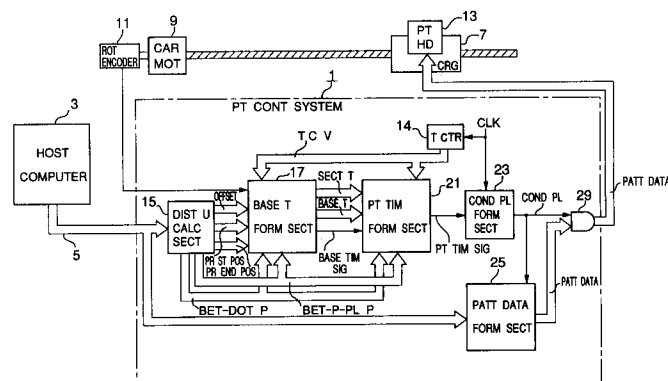 11
9
13
7
ROT
ENCODER
CAR
MOT
PT
HD
CRG
1
PT CONT SYSTEM
3
HOST
COMPUTER
5
TC V
14
T CTR
CLK
23
COND PL
FORM
SECT
COND PL
29
PATT DATA
15
DIST U
CALC
SECT
OFFSET
PR ST POS
PR END POS
17
BASE T
FORM SECT
SECT T
BASE T
BASE TIM
SIG
21
PT TIM
FORM SECT
PT TIM SIG
25
PATT DATA
FORM SECT
PATT DATA
BET-DOT P
BET-P-PL P